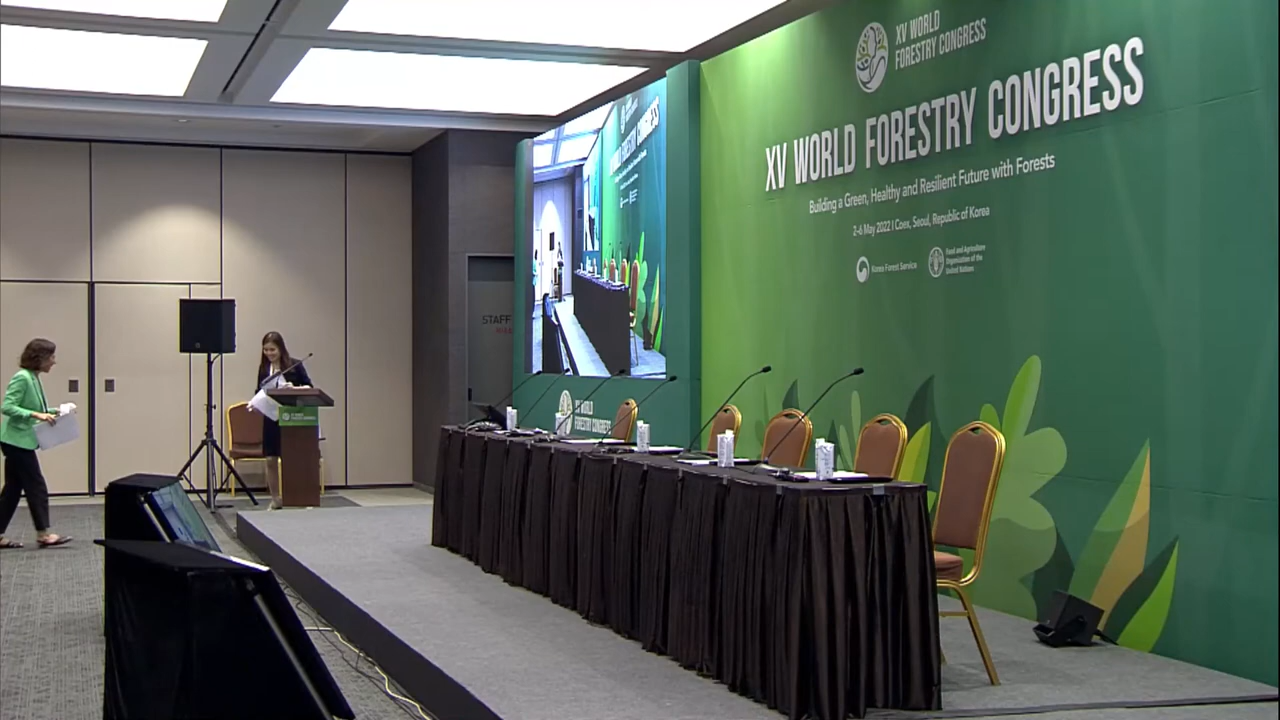 XV WORLD
FORESTRY CONGRESS
XV WORLD FORESTRY CONGRESS
Building a Green, Healthy and Resilient Future with Forests
2-6 May 2022 | Coex, Seoul, Republic of Korea
Korea Forest Service
Food and Agriculture
Organization of the
United Nations
STAFF
XV WORLD
FORESTRY CONGRESS